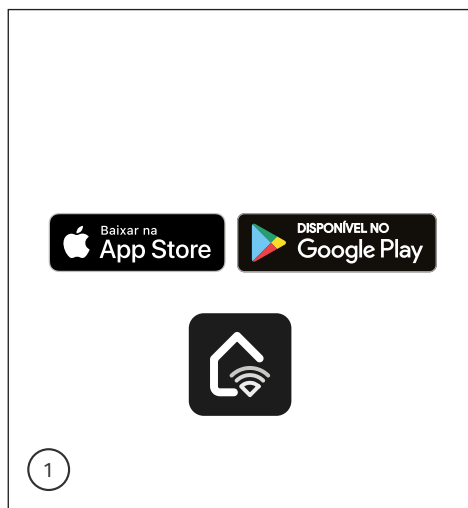 Baixar na
App Store
DISPONÍVEL NO
Google Play
1